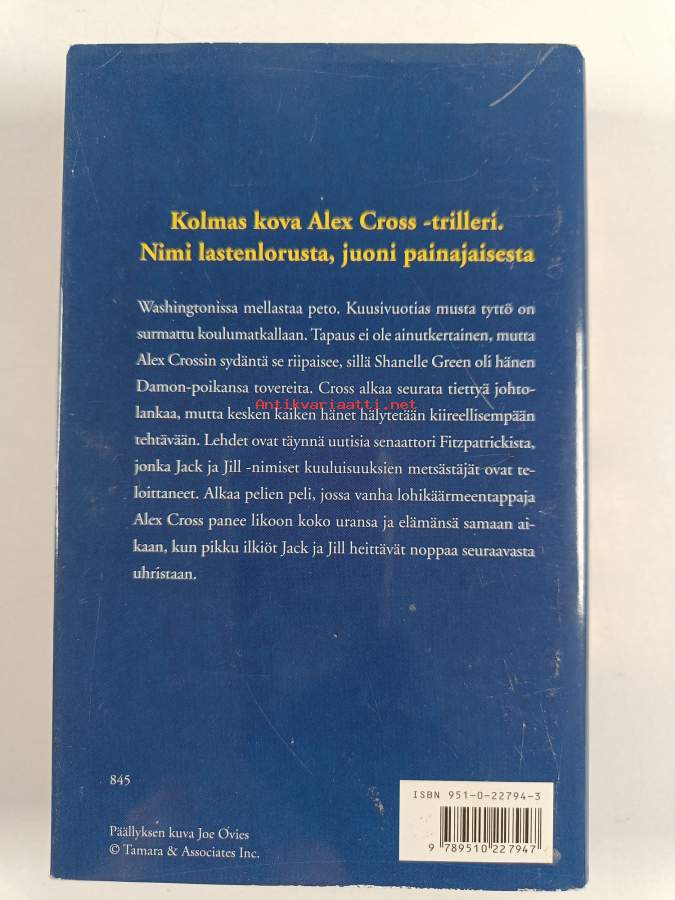 Kolmas kova Alex Cross -trilleri.
Nimi lastenlorusta, juoni painajaisesta
Washingtonissa mellastaa peto. Kuusivuotias musta tyttö on
surmattu koulumatkallaan. Tapaus ei ole ainutkertainen, mutta
Alex Crossin sydäntä se riipaisee, sillä Shanelle Green oli hänen
Damon-poikansa tovereita. Cross alkaa seurata tiettyä johto-
Antikvariaatti.net
lankaa, mutta kesken kaiken hänet hälytetään kiireellisempään
tehtävään. Lehdet ovat täynnä uutisia senaattori Fitzpatrickista,
jonka Jack ja Jill -nimiset kuuluisuuksien metsästäjät ovat te-
loittaneet. Alkaa pelien peli, jossa vanha lohikäärmeentappaja
Alex Cross panee likoon koko uransa ja elämänsä samaan ai-
kaan, kun pikku ilkiöt Jack ja Jill heittävät noppaa seuraavasta
uhristaan.
845
Päällyksen kuva Joe Ovies
© Tamara & Associates Inc.
ISBN 951-0-22794-3
9 789510 227947